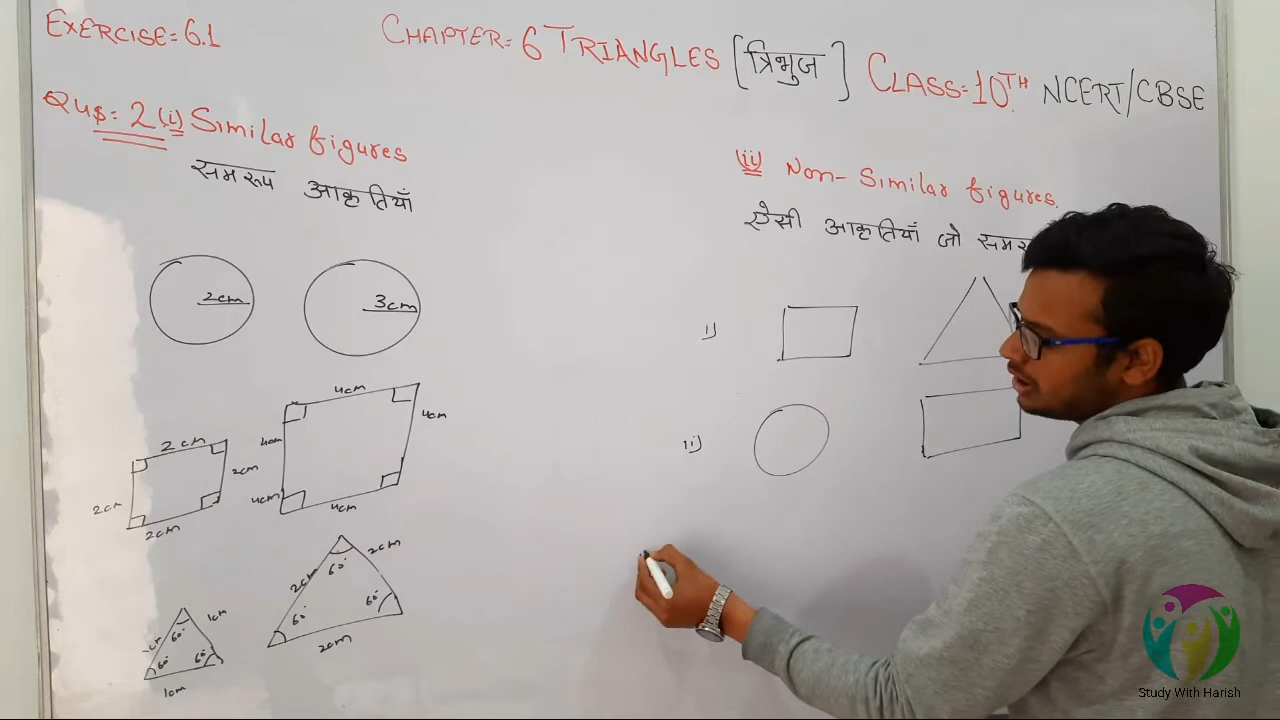 EXERCISE=6.1
CHAPTER=6 TRIANGLES [त्रिभुज] CLASS=10TH NCERT/CBSE
QUS:=2(i) Similar figures
समरूप आकृतियाँ
2cm 3cm
4cm
4cm
4cm
4cm
4cm
2cm
2cm
2cm
2cm
2cm
2cm
60°
60°
60°
2cm
1cm
60°
60°
60°
1cm
(ii) Non-Similar figures.
ऐसी आकृतियाँ जो
i)
ii)
Study With Harish